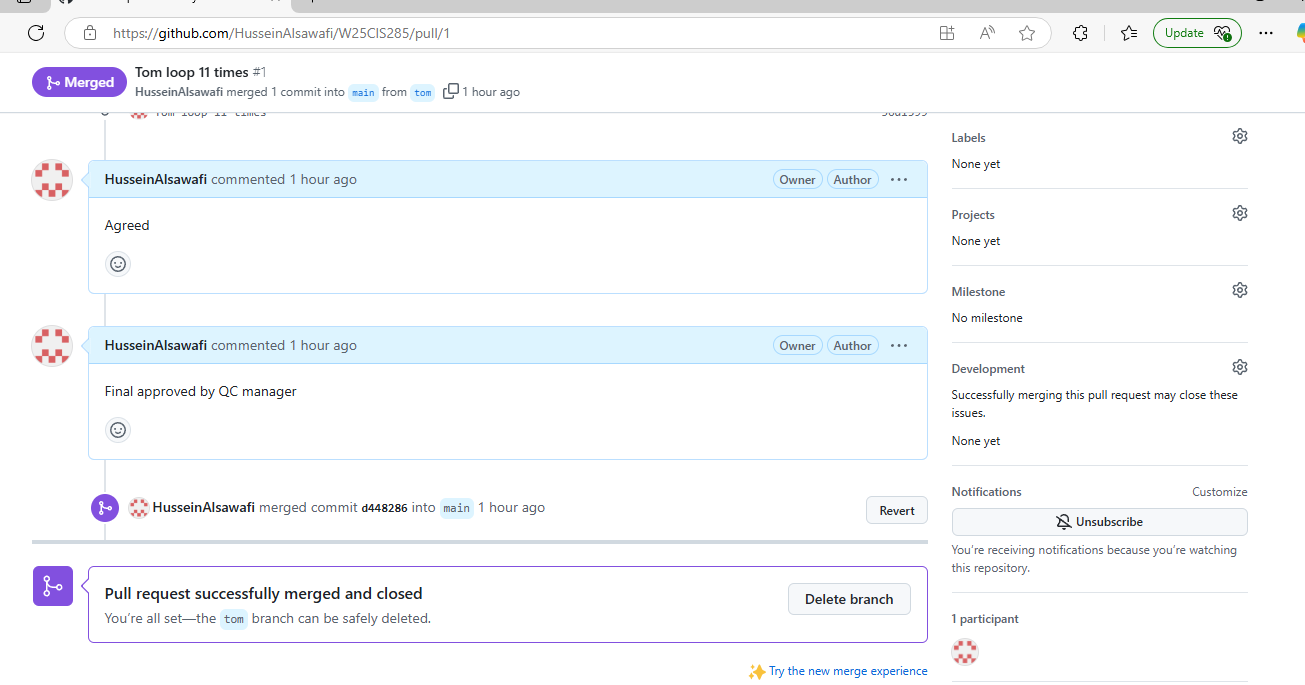 https://github.com/HusseinAlsawafi/W25CIS285/pull/1
Update
Merged
Tom loop 11 times #1
HusseinAlsawafi merged 1 commit into main from tom 1 hour ago
Tom loop 11 times
HusseinAlsawafi commented 1 hour ago
Owner
Author
Agreed
HusseinAlsawafi commented 1 hour ago
Owner
Author
Final approved by QC manager
HusseinAlsawafi merged commit d448286 into main 1 hour ago
Revert
Pull request successfully merged and closed
You're all set—the tom branch can be safely deleted.
Delete branch
Try the new merge experience
Labels
None yet
Projects
None yet
Milestone
No milestone
Development
Successfully merging this pull request may close these
issues.
None yet
Notifications
Customize
Unsubscribe
You're receiving notifications because you're watching
this repository.
1 participant